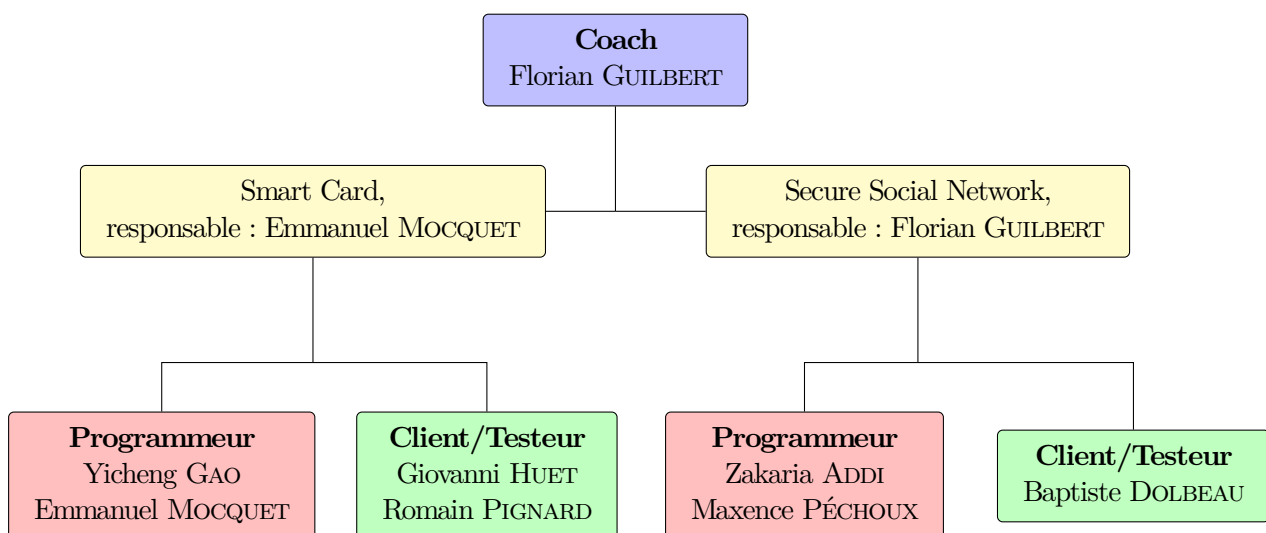 Coach
Florian GUILBERT
Smart Card,
responsable : Emmanuel MOCQUET
Secure Social Network,
responsable : Florian GUILBERT
Programmeur
Yicheng GAO
Emmanuel MOCQUET
Client/Testeur
Giovanni HUET
Romain PIGNARD
Programmeur
Zakaria ADDI
Maxence PÉCHOUX
Client/Testeur
Baptiste DOLBEAU